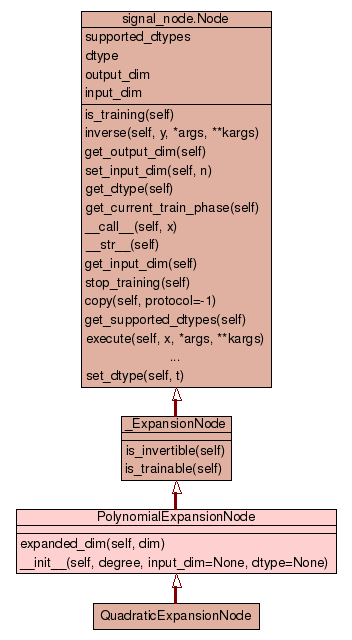 signal_node.Node
supported_dtypes
dtype
output_dim
input_dim
is_training(self)
inverse(self, y, *args, **kargs)
get_output_dim(self)
set_input_dim(self, n)
get_dtype(self)
get_current_train_phase(self)
__call__(self, x)
__str__(self)
get_input_dim(self)
stop_training(self)
copy(self, protocol=-1)
get_supported_dtypes(self)
execute(self, x, *args, **kargs)
...
set_dtype(self, t)
_ExpansionNode
is_invertible(self)
is_trainable(self)
PolynomialExpansionNode
expanded_dim(self, dim)
__init__(self, degree, input_dim=None, dtype=None)
QuadraticExpansionNode